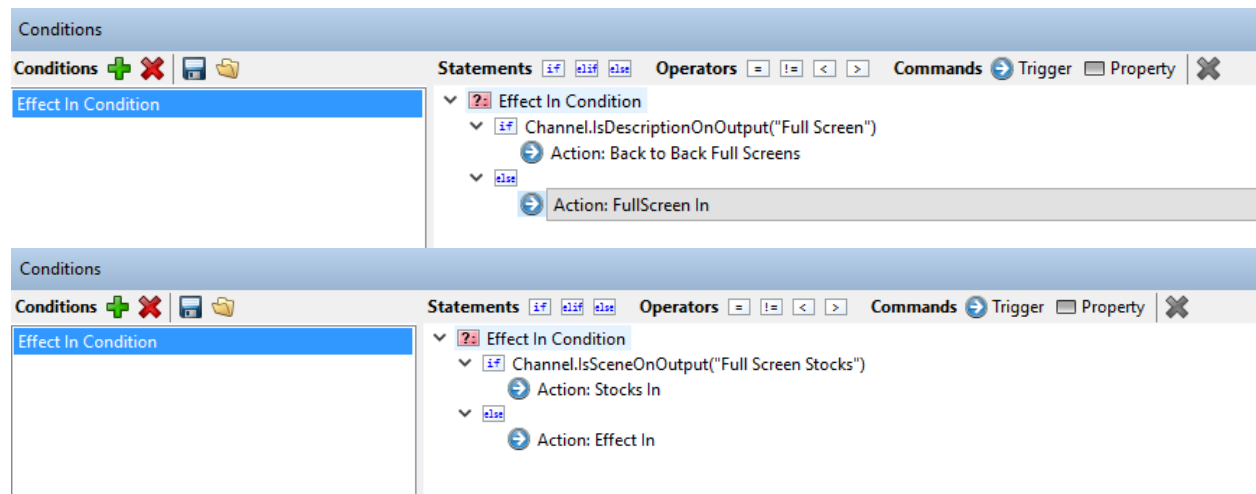 Conditions
Conditions Statements if elif else Operators = != < > Commands Trigger Property
Effect In Condition ?: Effect In Condition
if Channel.IsDescriptionOnOutput("Full Screen")
Action: Back to Back Full Screens
else
Action: FullScreen In
Conditions
Conditions Statements if elif else Operators = != < > Commands Trigger Property
Effect In Condition ?: Effect In Condition
if Channel.IsSceneOnOutput("Full Screen Stocks")
Action: Stocks In
else
Action: Effect In